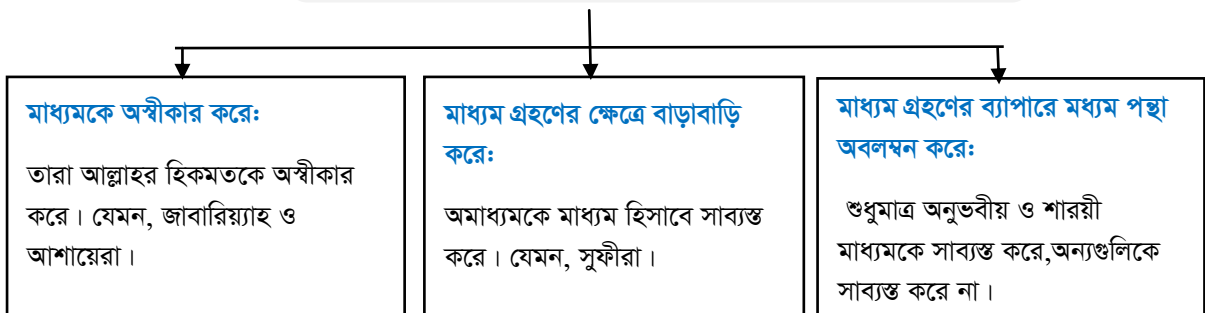 মাধ্যমকে অস্বীকার করে:
তারা আল্লাহর হিকমতকে অস্বীকার
করে। যেমন, জাবারিয়্যাহ ও
আশায়েরা।
মাধ্যম গ্রহণের ক্ষেত্রে বাড়াবাড়ি
করে:
অমাধ্যমকে মাধ্যম হিসাবে সাব্যস্ত
করে। যেমন, সুফীরা।
মাধ্যম গ্রহণের ব্যাপারে মধ্যম পন্থা
অবলম্বন করে:
শুধুমাত্র অনুভবীয় ও শারয়ী
মাধ্যমকে সাব্যস্ত করে,অন্যগুলিকে
সাব্যস্ত করে না।